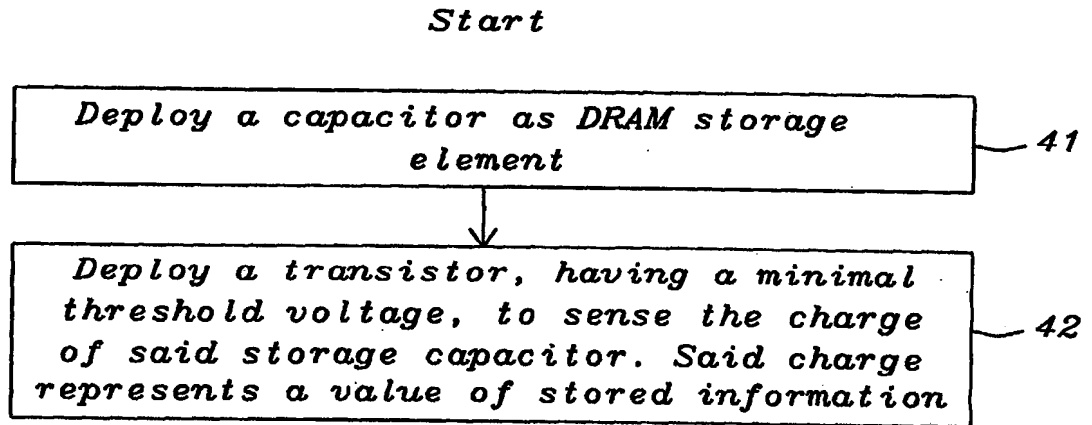 Start
Deploy a capacitor as DRAM storage
element
41
Deploy a transistor, having a minimal
threshold voltage, to sense the charge
of said storage capacitor. Said charge
represents a value of stored information
42